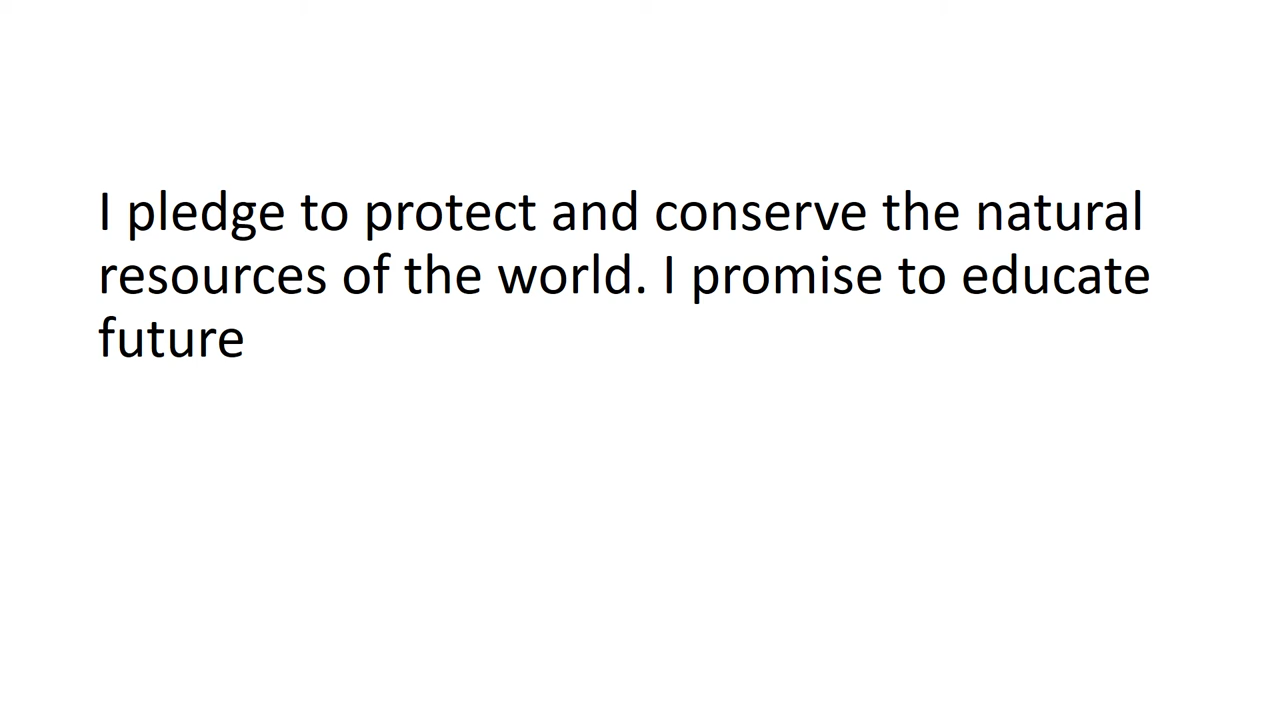 I pledge to protect and conserve the natural
resources of the world. I promise to educate
future